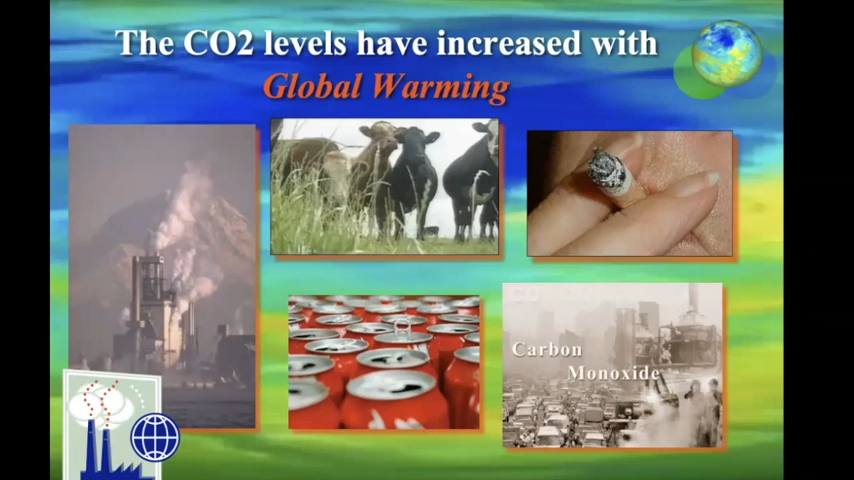 The CO2 levels have increased with
Global Warming
Carbon
Monoxide